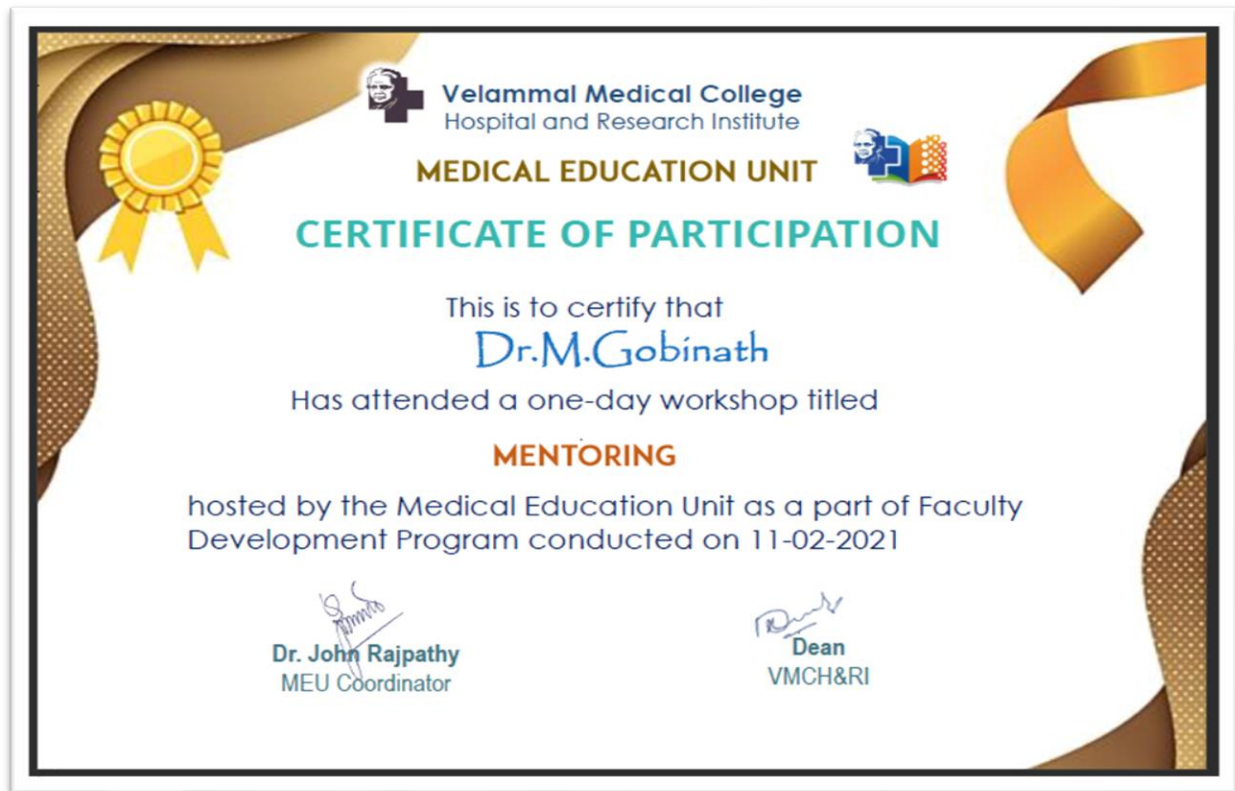 Velammal Medical College
Hospital and Research Institute
MEDICAL EDUCATION UNIT
CERTIFICATE OF PARTICIPATION
This is to certify that
Dr.M.Gobinath
Has attended a one-day workshop titled
MENTORING
hosted by the Medical Education Unit as a part of Faculty
Development Program conducted on 11-02-2021
Dr. John Rajpathy
MEU Coordinator
Dean
VMCH&RI